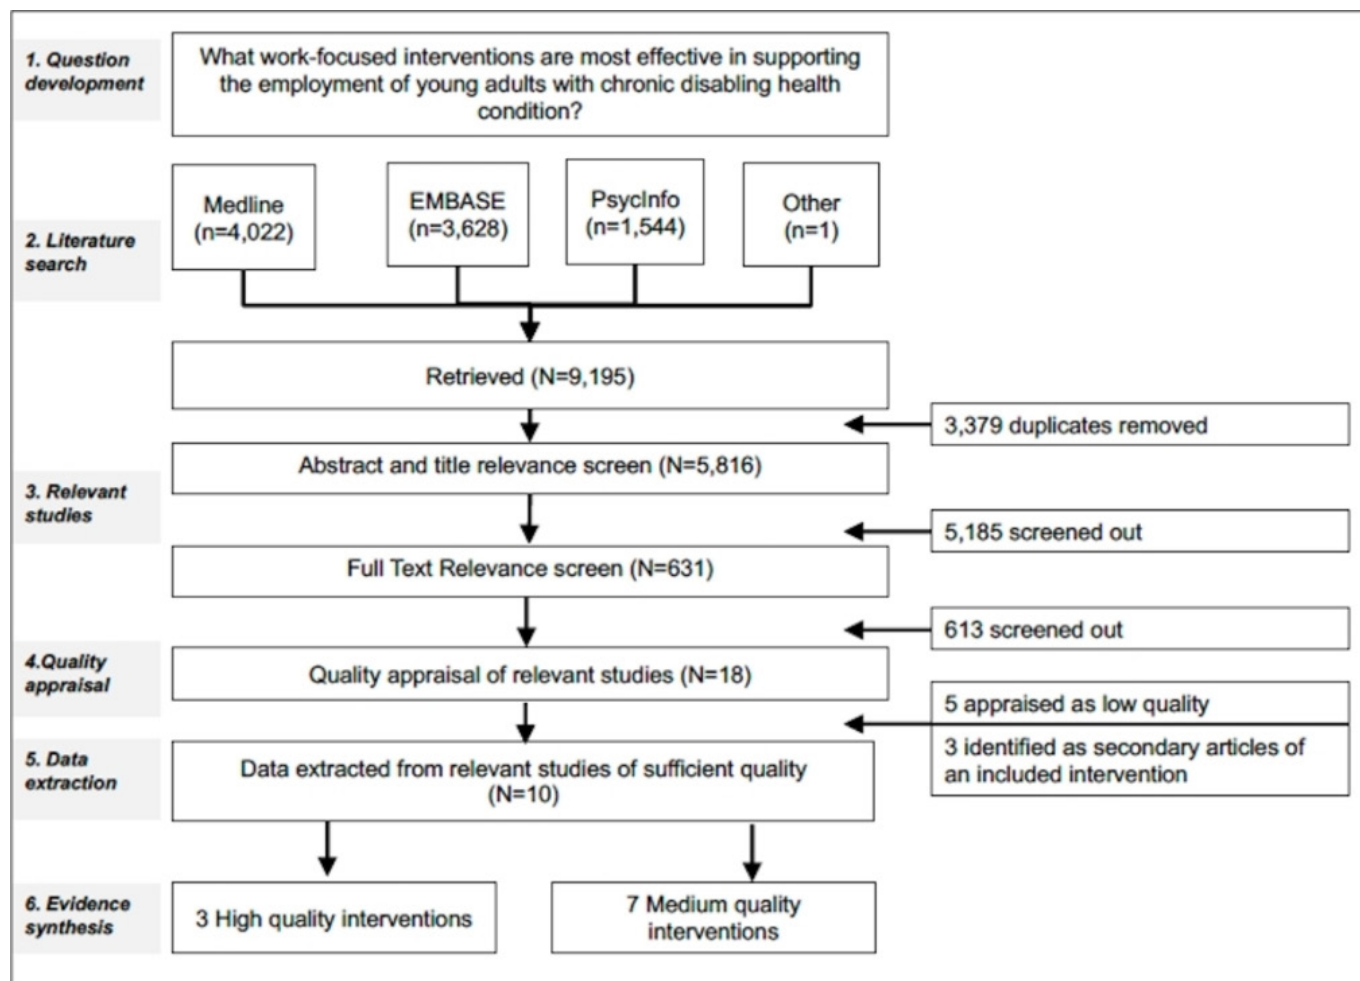 1. Question
development
What work-focused interventions are most effective in supporting
the employment of young adults with chronic disabling health
condition?
2. Literature
search
Medline
(n=4,022)
EMBASE
(n=3,628)
PsycInfo
(n=1,544)
Other
(n=1)
Retrieved (N=9,195)
3,379 duplicates removed
3. Relevant
studies
Abstract and title relevance screen (N=5,816)
5,185 screened out
Full Text Relevance screen (N=631)
613 screened out
4.Quality
appraisal
Quality appraisal of relevant studies (N=18)
5 appraised as low quality
3 identified as secondary articles of
an included intervention
5. Data
extraction
Data extracted from relevant studies of sufficient quality
(N=10)
6. Evidence
synthesis
3 High quality interventions
7 Medium quality
interventions